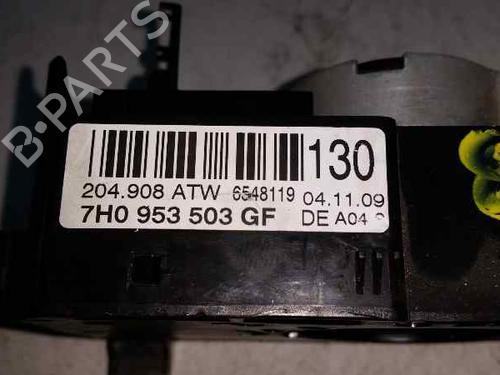 B-PARTS
130
204.908 ATW 6548119 04.11.09
7H0 953 503 GF DE A04